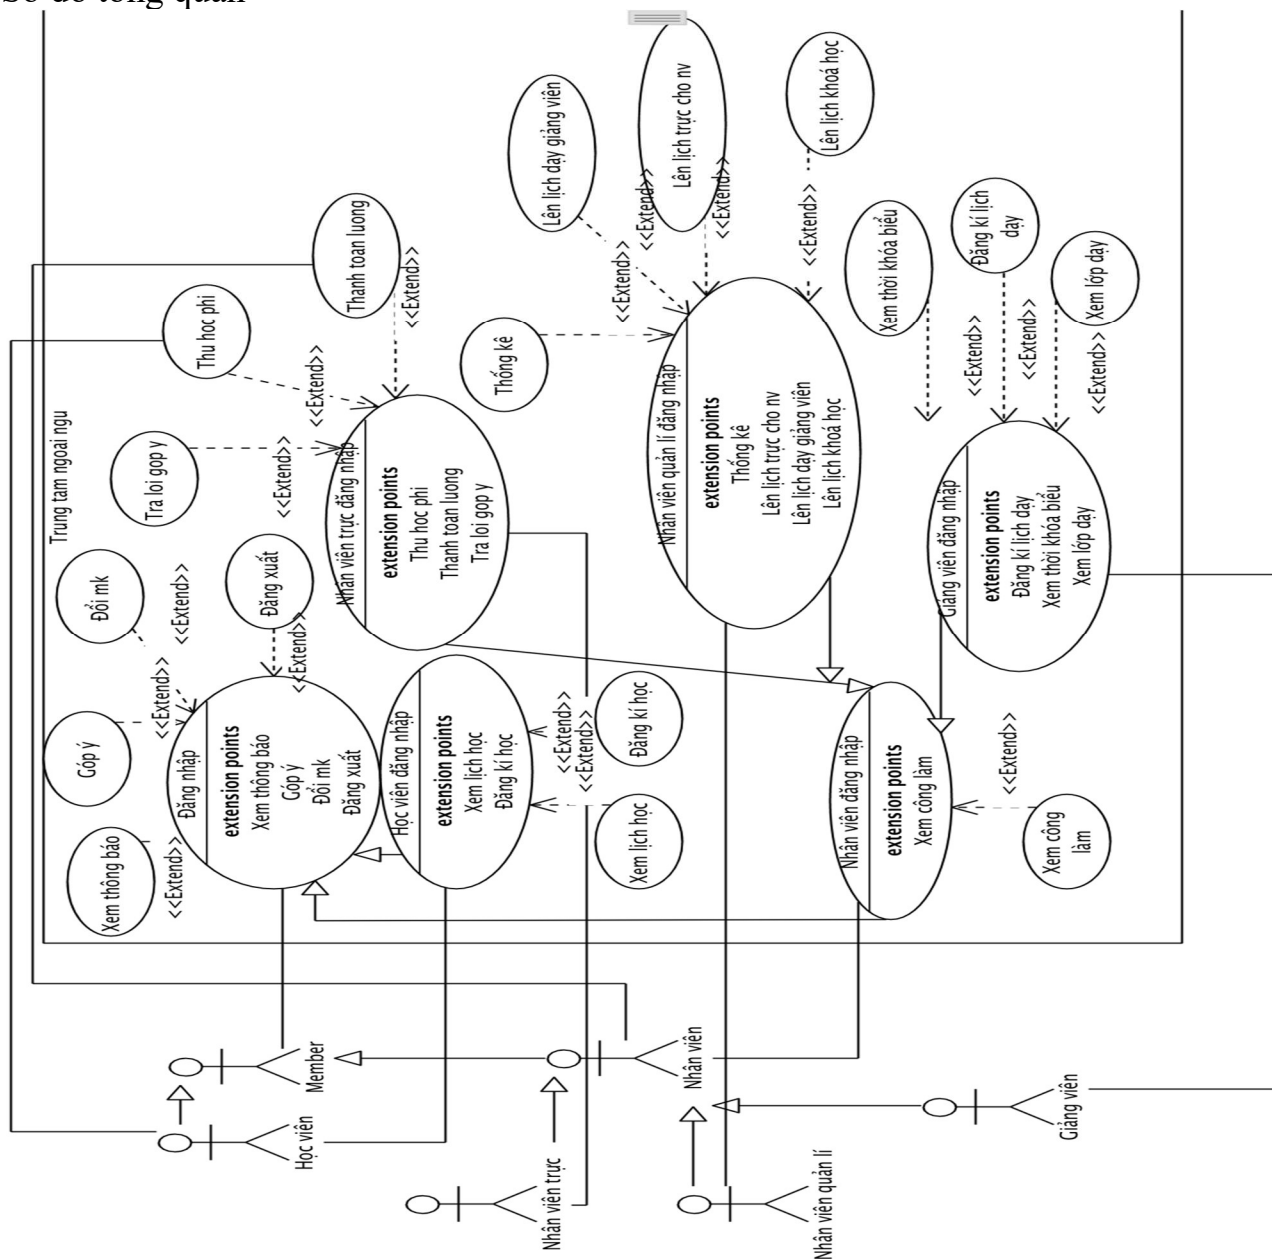 Sơ đồ tổng quan
Trung tam ngoai ngu
Thu hoc phi
Thanh toan luong
Tra loi gop y
Đổi mk
Đăng xuất
Góp ý
Xem thông báo
<<Extend>>
<<Extend>>
<<Extend>>
<<Extend>>
<<Extend>>
<<Extend>>
<<Extend>>
Đăng nhập
extension points
Xem thông báo
Góp ý
Đổi mk
Đăng xuất
Nhân viên trực đăng nhập
extension points
Thu hoc phi
Thanh toan luong
Tra loi gop y
Học viên đăng nhập
extension points
Xem lịch học
Đăng kí học
<<Extend>>
<<Extend>>
Xem lịch học
Đăng kí học
Thống kê
Lên lịch dạy giảng viên
Lên lịch trực cho nv
Lên lịch khoá học
<<Extend>>
<<Extend>>
<<Extend>>
<<Extend>>
Nhân viên quản lí đăng nhập
extension points
Thống kê
Lên lịch trực cho nv
Lên lịch dạy giảng viên
Lên lịch khoá học
Xem thời khóa biểu
Đăng kí lịch
dạy
Xem lớp dạy
<<Extend>>
<<Extend>>
<<Extend>>
Giảng viên đăng nhập
extension points
Đăng kí lịch dạy
Xem thời khóa biểu
Xem lớp dạy
Nhân viên đăng nhập
extension points
Xem công làm
<<Extend>>
Xem công
làm
Member
Học viên
Nhân viên trực
Nhân viên
Nhân viên quản lí
Giảng viên